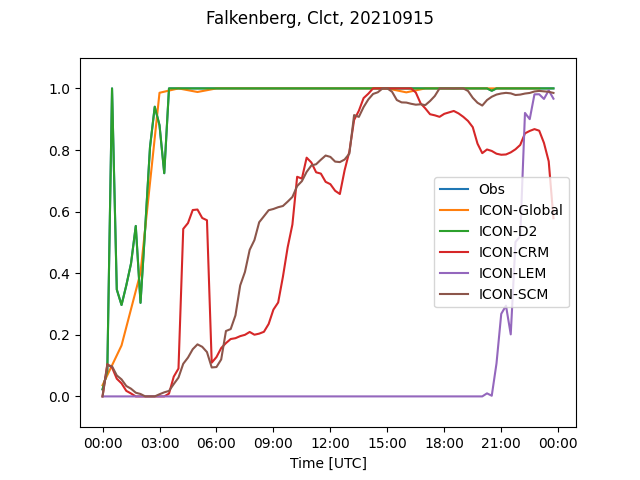 Falkenberg, Clct, 20210915
1.0
0.8
0.6
0.4
0.2
0.0
Obs
ICON-Global
ICON-D2
ICON-CRM
ICON-LEM
ICON-SCM
00:00 03:00 06:00 09:00 12:00 15:00 18:00 21:00 00:00
Time [UTC]